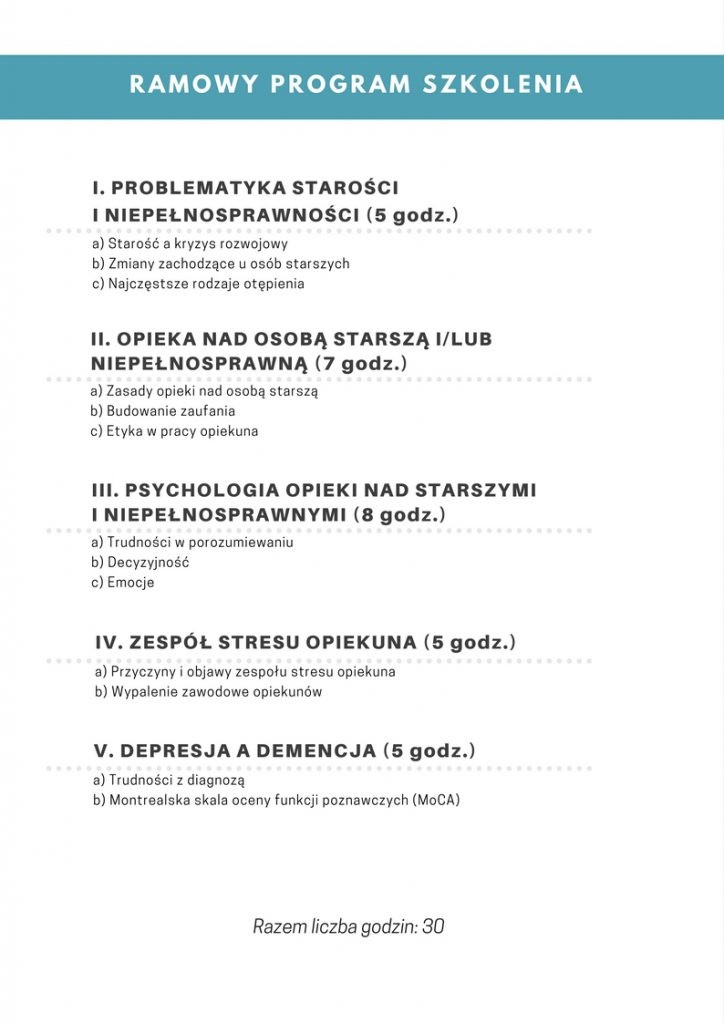 RAMOWY PROGRAM SZKOLENIA
I. PROBLEMATYKA STAROŚCI
I NIEPEŁNOSPRAWNOŚCI (5 godz.)
a) Starość a kryzys rozwojowy
b) Zmiany zachodzące u osób starszych
c) Najczęstsze rodzaje otępienia
II. OPIEKA NAD OSOBĄ STARSZĄ I/LUB
NIEPEŁNOSPRAWNĄ (7 godz.)
a) Zasady opieki nad osobą starszą
b) Budowanie zaufania
c) Etyka w pracy opiekuna
III. PSYCHOLOGIA OPIEKI NAD STARSZYMI
I NIEPEŁNOSPRAWNYMI (8 godz.)
a) Trudności w porozumiewaniu
b) Decyzyjność
c) Emocje
IV. ZESPÓŁ STRESU OPIEKUNA (5 godz.)
a) Przyczyny i objawy zespołu stresu opiekuna
b) Wypalenie zawodowe opiekunów
V. DEPRESJA A DEMENCJA (5 godz.)
a) Trudności z diagnozą
b) Montrealska skala oceny funkcji poznawczych (MoCA)
Razem liczba godzin: 30